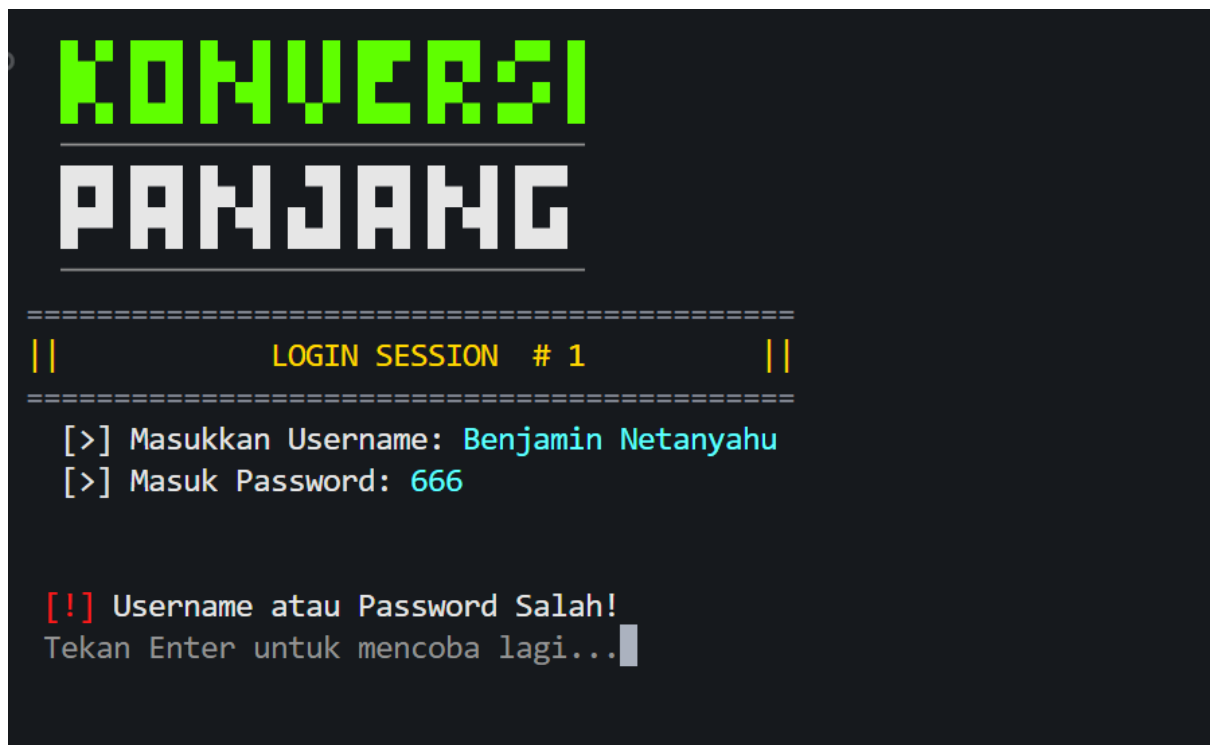 KONVERSI
PANJANG
============================================
|| LOGIN SESSION # 1 ||
============================================
[>] Masukkan Username: Benjamin Netanyahu
[>] Masuk Password: 666
[!] Username atau Password Salah!
Tekan Enter untuk mencoba lagi...